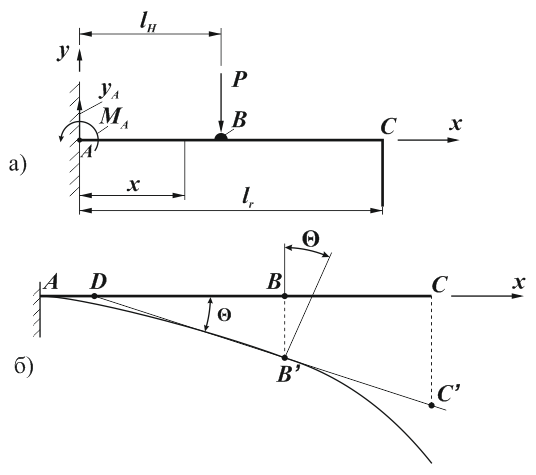 l_H
y
P
y_A
M_A
B
C
x
A
а)
x
l_r
Θ
A
D
B
C
x
Θ
б)
B'
C'